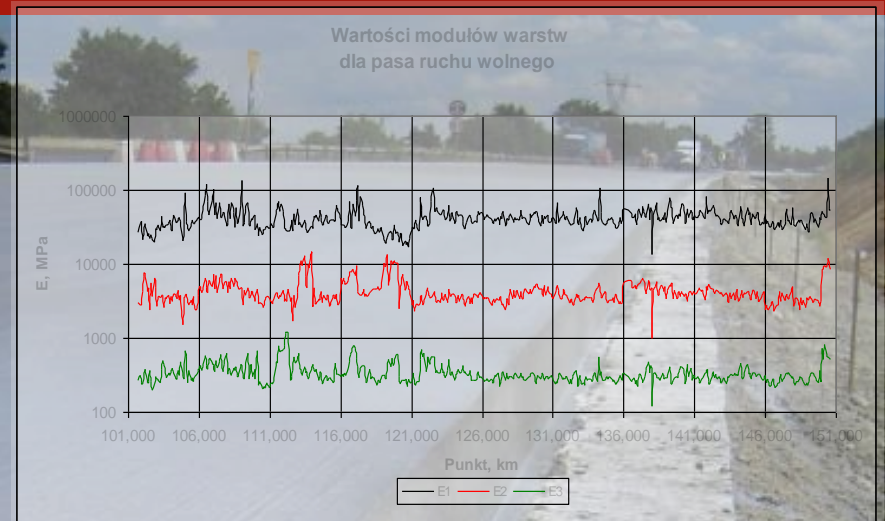 Wartości modułów warstw
dla pasa ruchu wolnego
1000000
100000
10000
1000
100
E, MPa
101,000 106,000 111,000 116,000 121,000 126,000 131,000 136,000 141,000 146,000 151,000
Punkt, km
E1 E2 E3